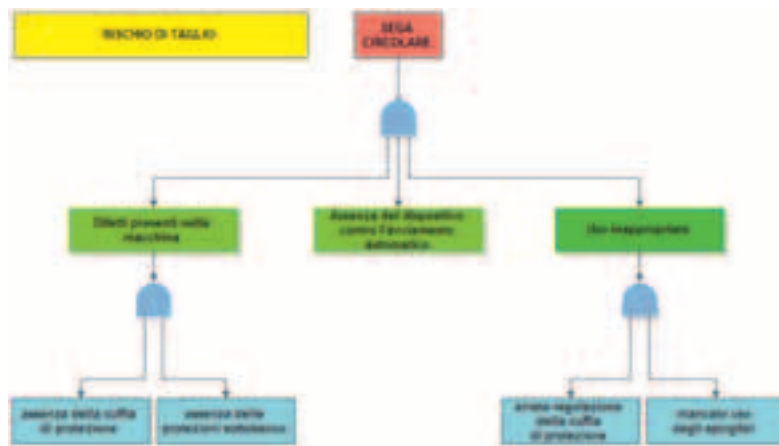 RISCHIO DI TAGLIO
SEGA
CIRCOLARE
Difetti presenti nella
macchina
Assenza del dispositivo
contro l'avviamento
automatico
Uso inappropriato
assenza della cuffia
di protezione
assenza delle
protezioni sottobanco
errata regolazione
della cuffia
di protezione
mancato uso
degli spingitoi